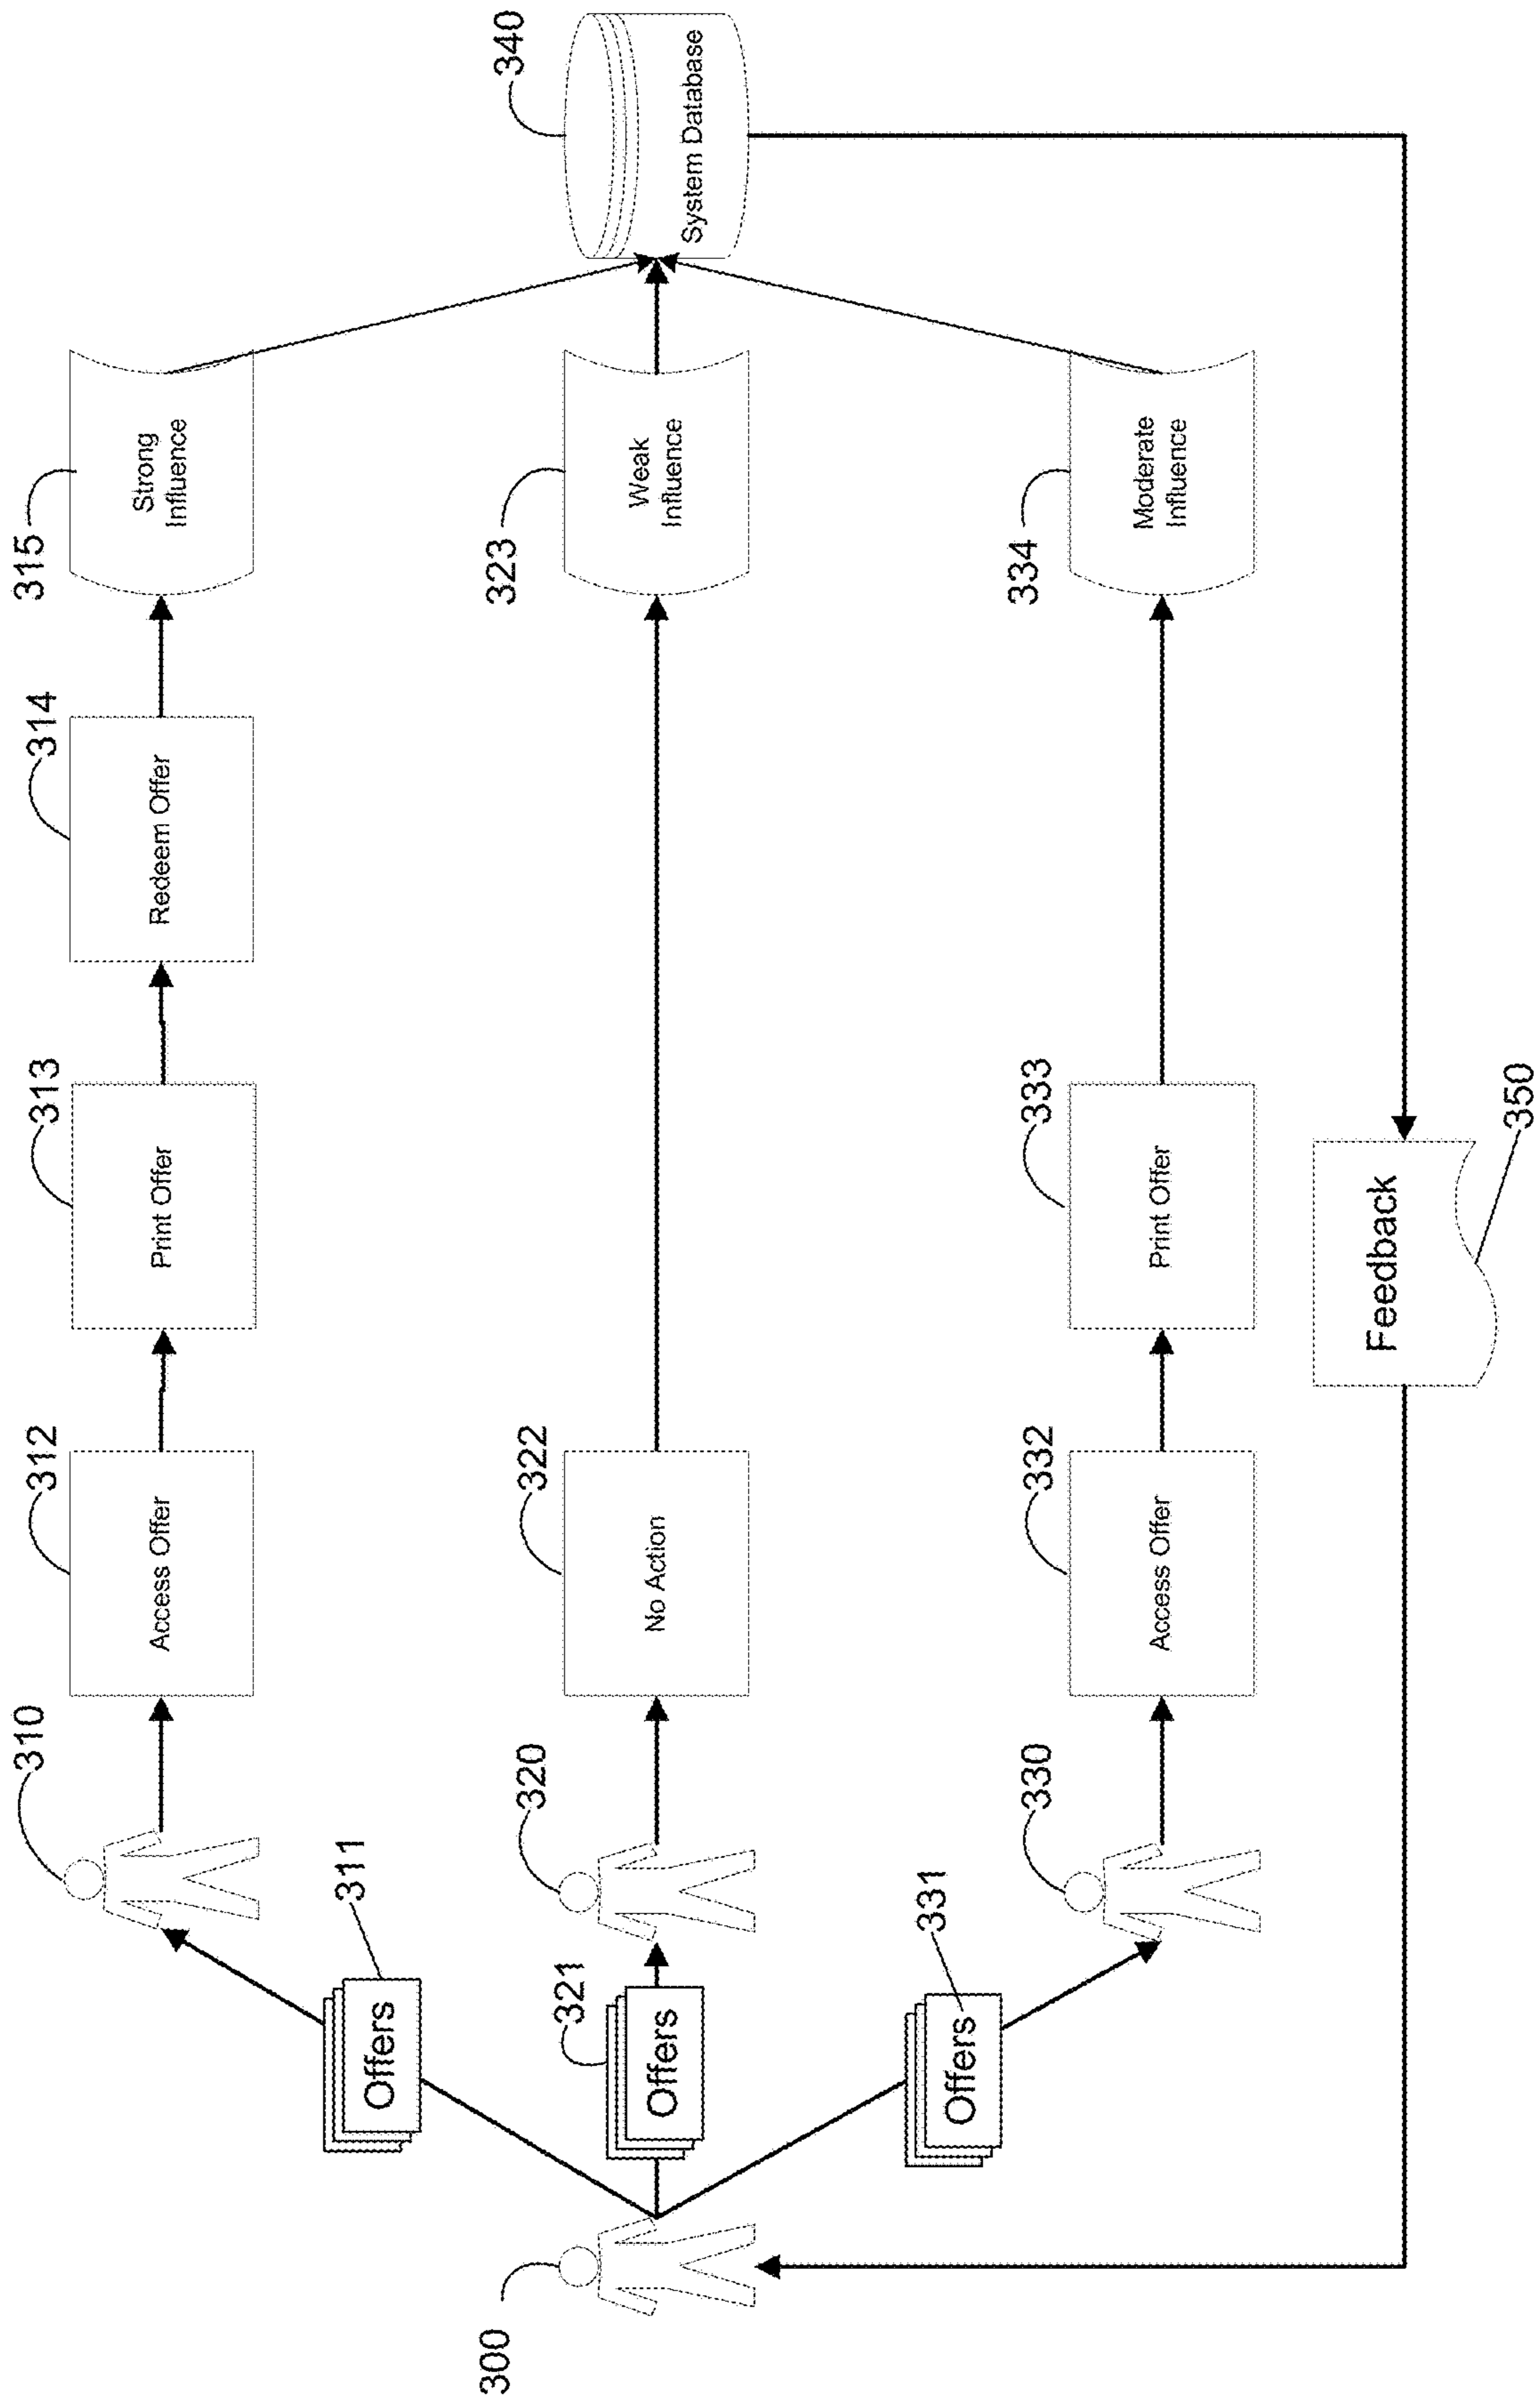 300
310
311
Offers
312
Access Offer
313
Print Offer
314
Redeem Offer
315
Strong
Influence
320
321
Offers
322
No Action
323
Weak
Influence
340
System Database
330
331
Offers
332
Access Offer
333
Print Offer
334
Moderate
Influence
Feedback
350